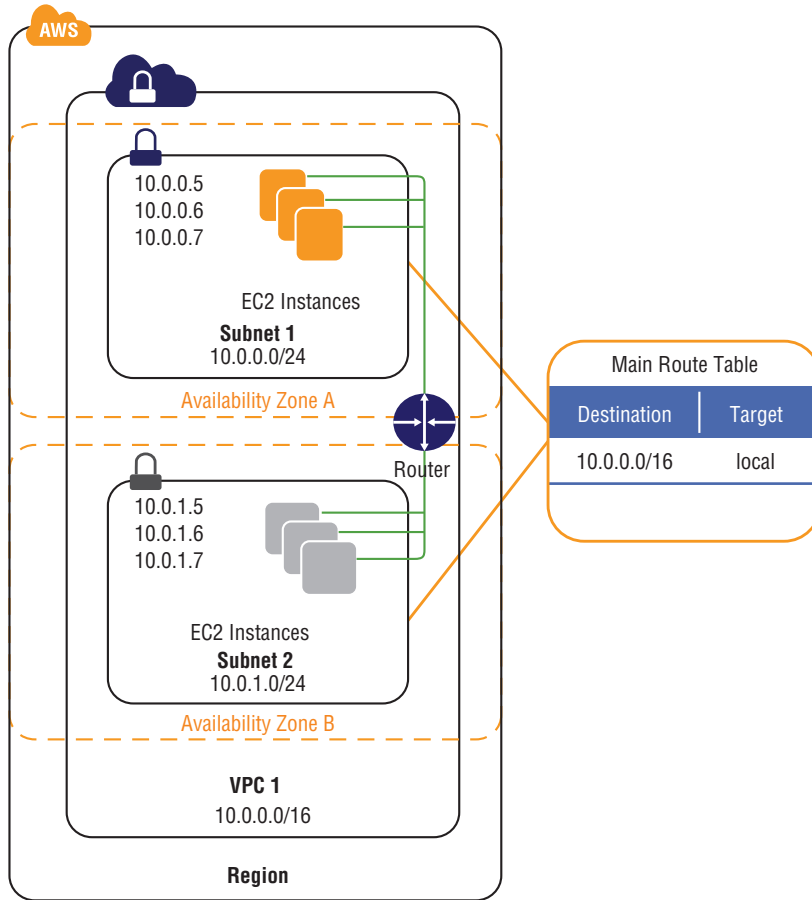 AWS
10.0.0.5
10.0.0.6
10.0.0.7
EC2 Instances
Subnet 1
10.0.0.0/24
Availability Zone A
Router
Main Route Table
Destination Target
10.0.0.0/16 local
10.0.1.5
10.0.1.6
10.0.1.7
EC2 Instances
Subnet 2
10.0.1.0/24
Availability Zone B
VPC 1
10.0.0.0/16
Region